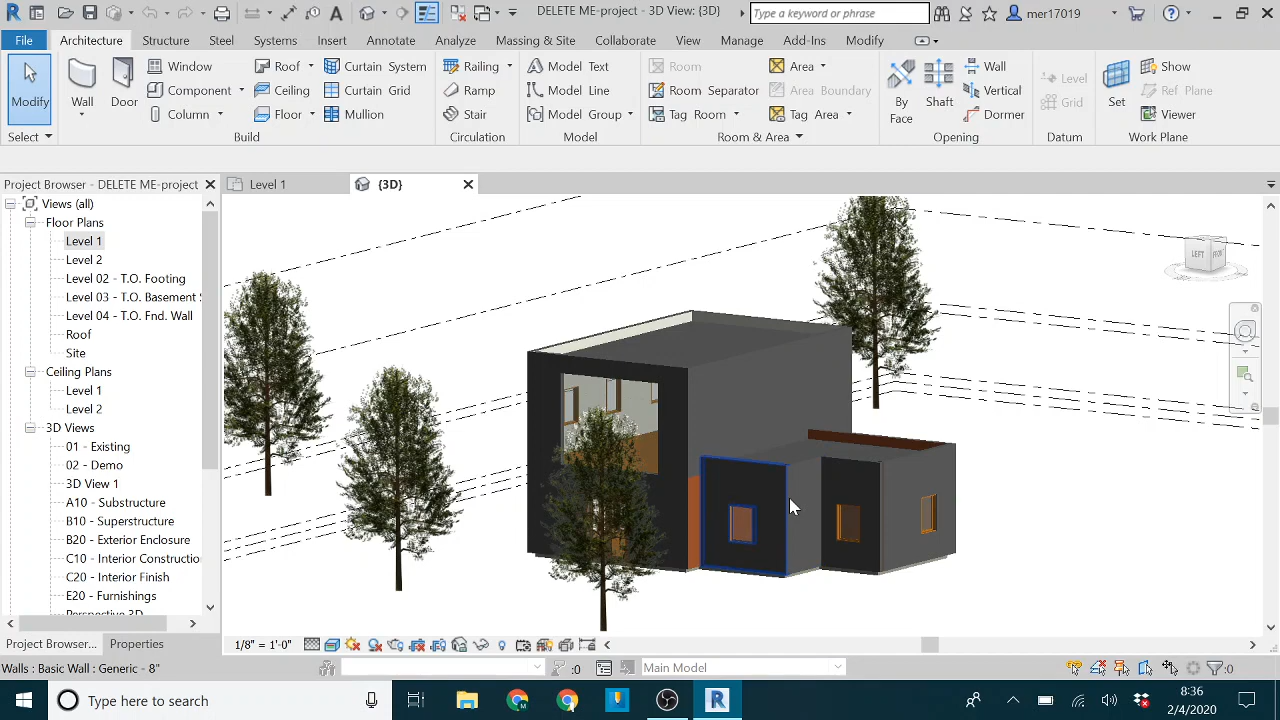 DELETE ME-project - 3D View: {3D}
Type a keyword or phrase
mer17019
File
Architecture
Structure
Steel
Systems
Insert
Annotate
Analyze
Massing & Site
Collaborate
View
Manage
Add-Ins
Modify
Modify
Select
Wall
Door
Window
Component
Column
Roof
Ceiling
Floor
Curtain System
Curtain Grid
Mullion
Build
Railing
Ramp
Stair
Circulation
Model Text
Model Line
Model Group
Model
Room
Room Separator
Tag Room
Area
Area Boundary
Tag Area
Room & Area
By Face
Shaft
Wall
Vertical
Dormer
Opening
Level
Grid
Datum
Set
Show
Ref Plane
Viewer
Work Plane
Project Browser - DELETE ME-project
Level 1
{3D}
Views (all)
Floor Plans
Level 1
Level 2
Level 02 - T.O. Footing
Level 03 - T.O. Basement S
Level 04 - T.O. Fnd. Wall
Roof
Site
Ceiling Plans
Level 1
Level 2
3D Views
01 - Existing
02 - Demo
3D View 1
A10 - Substructure
B10 - Superstructure
B20 - Exterior Enclosure
C10 - Interior Constructio
C20 - Interior Finish
E20 - Furnishings
Perspective 3D
LEFT
Project Browser...
Properties
1/8" = 1'-0"
Walls : Basic Wall : Generic - 8"
:0
Main Model
:0
Type here to search
8:36
2/4/2020